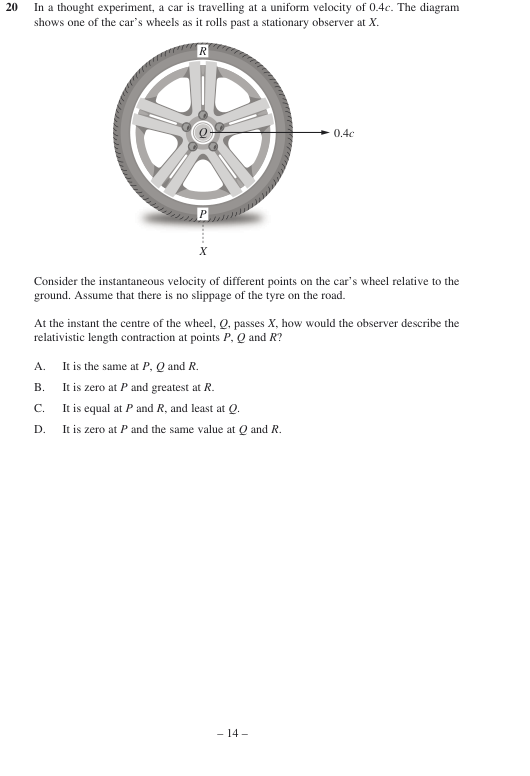 20 In a thought experiment, a car is travelling at a uniform velocity of 0.4c. The diagram
shows one of the car's wheels as it rolls past a stationary observer at X.
R
Q
0.4c
P
X
Consider the instantaneous velocity of different points on the car's wheel relative to the
ground. Assume that there is no slippage of the tyre on the road.
At the instant the centre of the wheel, Q, passes X, how would the observer describe the
relativistic length contraction at points P, Q and R?
A. It is the same at P, Q and R.
B. It is zero at P and greatest at R.
C. It is equal at P and R, and least at Q.
D. It is zero at P and the same value at Q and R.
– 14 –